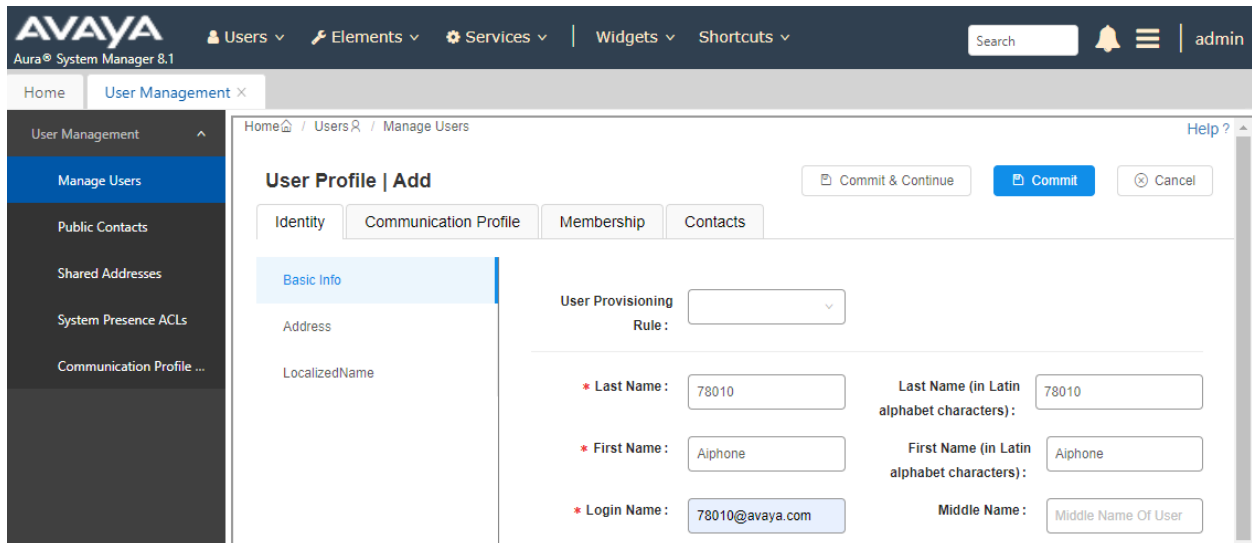 AVAYA
Aura® System Manager 8.1
Users Elements Services | Widgets Shortcuts Search | admin
Home User Management ×
User Management
Manage Users
Public Contacts
Shared Addresses
System Presence ACLs
Communication Profile ...
Home / Users / Manage Users
Help ?
User Profile | Add
Commit & Continue Commit Cancel
Identity Communication Profile Membership Contacts
Basic Info
Address
LocalizedName
User Provisioning
Rule :
* Last Name : 78010
Last Name (in Latin
alphabet characters) : 78010
* First Name : Aiphone
First Name (in Latin
alphabet characters) : Aiphone
* Login Name : 78010@avaya.com
Middle Name : Middle Name Of User